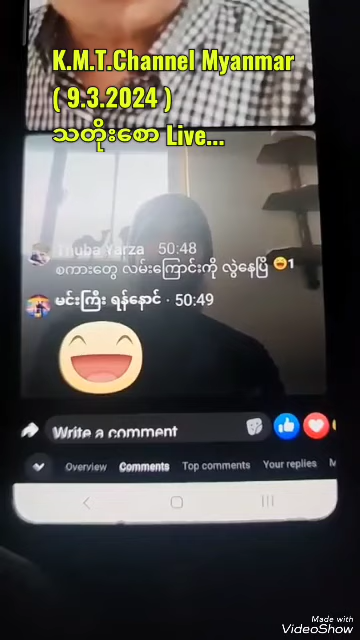 K.M.T.Channel Myanmar
( 9.3.2024 )
သတိုးစော Live...
Thuba Yarza 50:48
စကားတွေ လမ်းကြောင်းကို လွဲနေပြီ 😄1
မင်းကြီး ရန်နောင် · 50:49
Write a comment
Overview Comments Top comments Your replies M
Made with
VideoShow